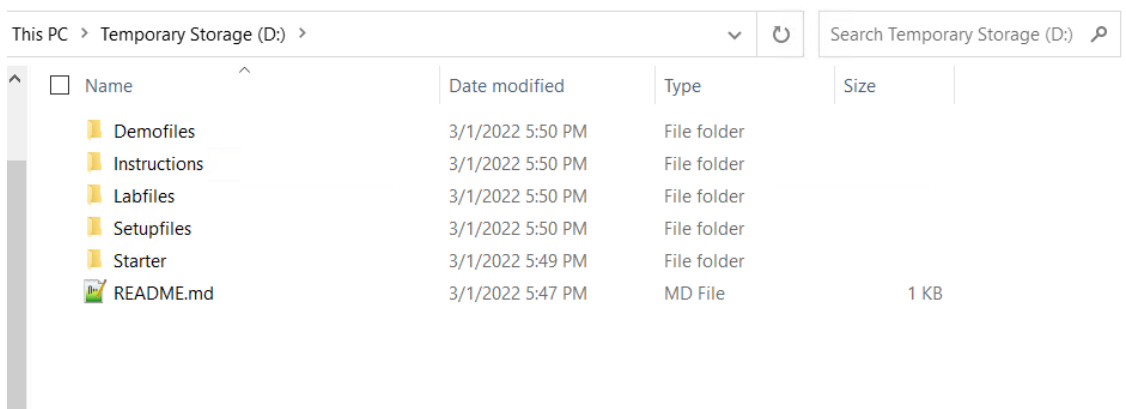 This PC > Temporary Storage (D:) > Search Temporary Storage (D:)
Name Date modified Type Size
Demofiles 3/1/2022 5:50 PM File folder
Instructions 3/1/2022 5:50 PM File folder
Labfiles 3/1/2022 5:50 PM File folder
Setupfiles 3/1/2022 5:50 PM File folder
Starter 3/1/2022 5:49 PM File folder
README.md 3/1/2022 5:47 PM MD File 1 KB